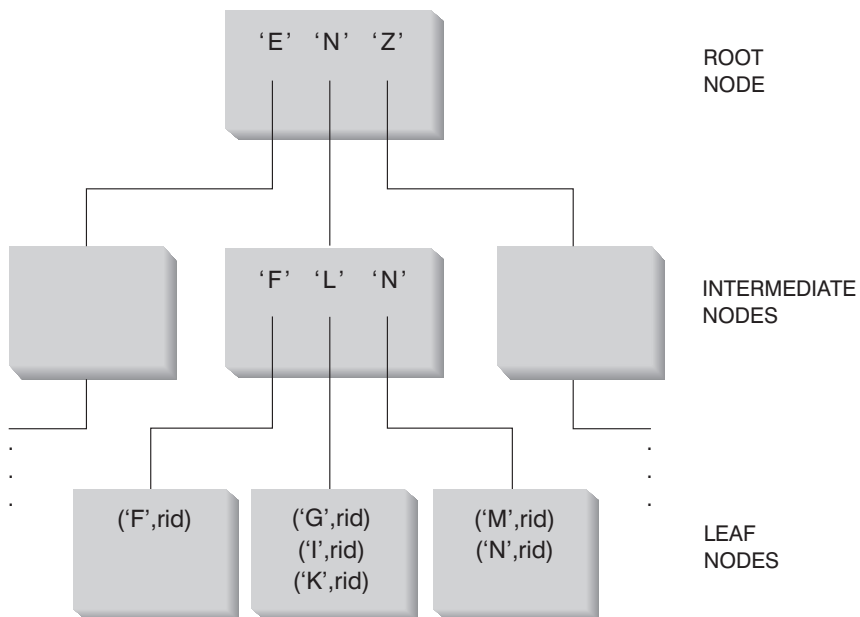 ‘E’ ‘N’ ‘Z’
ROOT
NODE
‘F’ ‘L’ ‘N’
INTERMEDIATE
NODES
(‘F’,rid)
(‘G’,rid)
(‘I’,rid)
(‘K’,rid)
(‘M’,rid)
(‘N’,rid)
LEAF
NODES